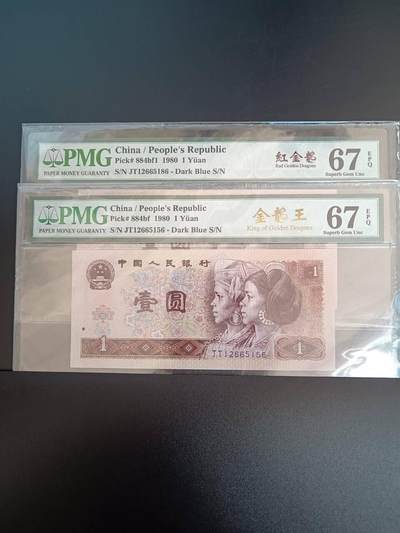 PMG
PAPER MONEY GUARANTY
China / People's Republic
Pick# 884bf1 1980 1 Yüan
S/N JT12665186 - Dark Blue S/N
紅金龍
Red Golden Dragon
67
EPQ
Superb Gem Unc
PMG
PAPER MONEY GUARANTY
China / People's Republic
Pick# 884bf 1980 1 Yüan
S/N JT12665156 - Dark Blue S/N
金龍王
King of Golden Dragons
67
EPQ
Superb Gem Unc
中国人民银行
1
壹圆
1
JT12665156
1